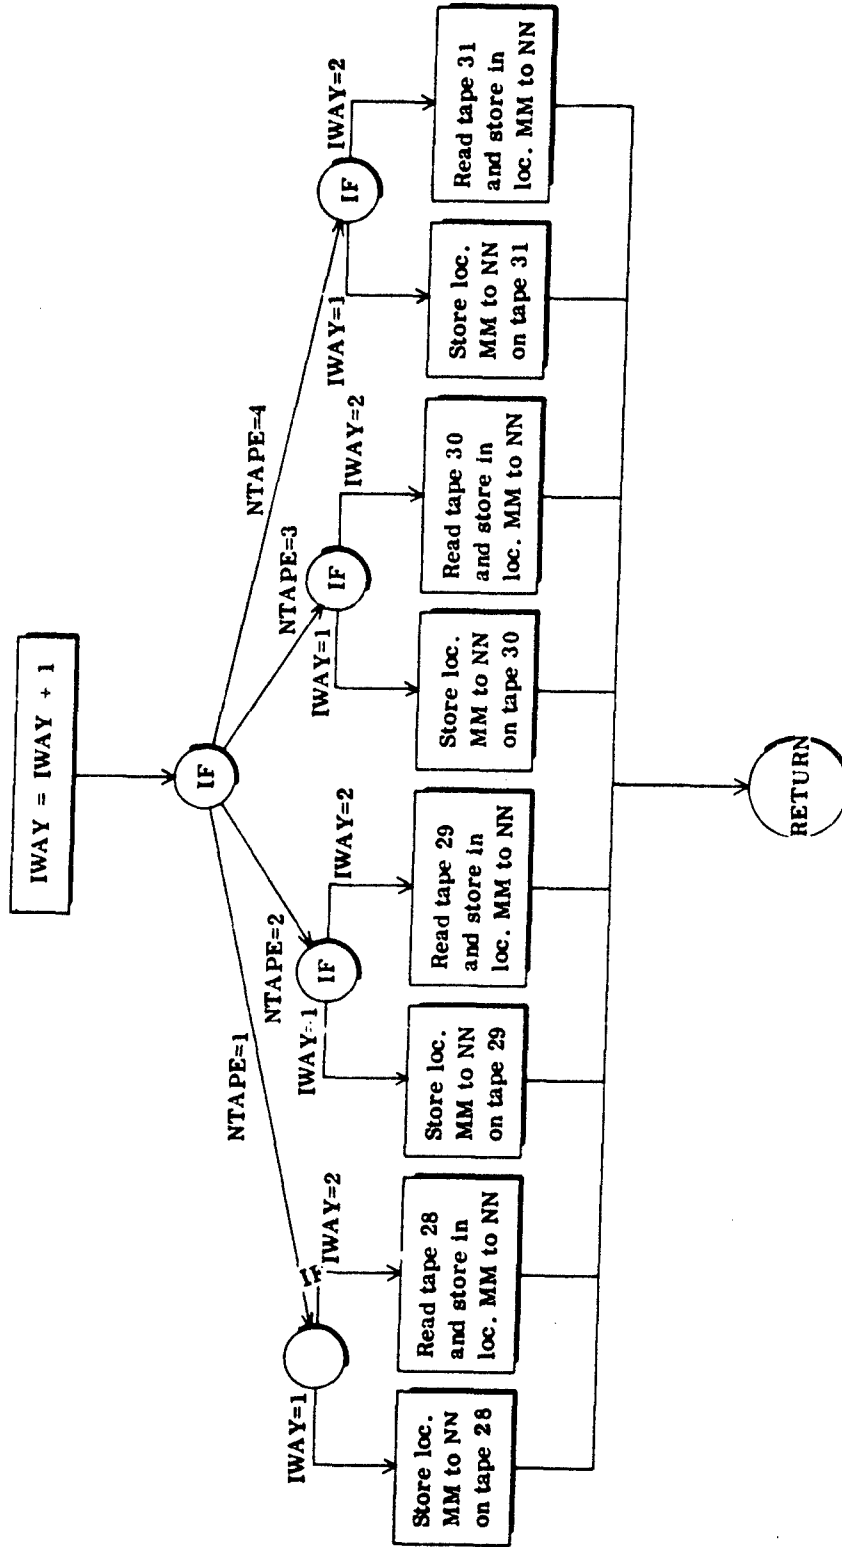 IWAY = IWAY + 1
IF
NTAPE=1
NTAPE=2
NTAPE=3
NTAPE=4
IWAY=1
IF
IWAY=2
IWAY=1
IF
IWAY=2
IWAY=1
IF
IWAY=2
IWAY=1
IF
IWAY=2
Store loc.
MM to NN
on tape 28
Read tape 28
and store in
loc. MM to NN
Store loc.
MM to NN
on tape 29
Read tape 29
and store in
loc. MM to NN
Store loc.
MM to NN
on tape 30
Read tape 30
and store in
loc. MM to NN
Store loc.
MM to NN
on tape 31
Read tape 31
and store in
loc. MM to NN
RETURN